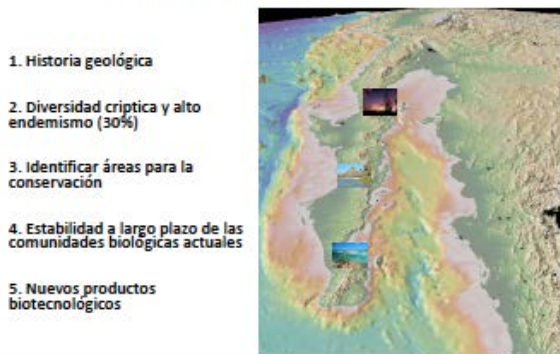 1. Historia geológica
2. Diversidad criptica y alto
endemismo (30%)
3. Identificar áreas para la
conservación
4. Estabilidad a largo plazo de las
comunidades biológicas actuales
5. Nuevos productos
biotecnológicos